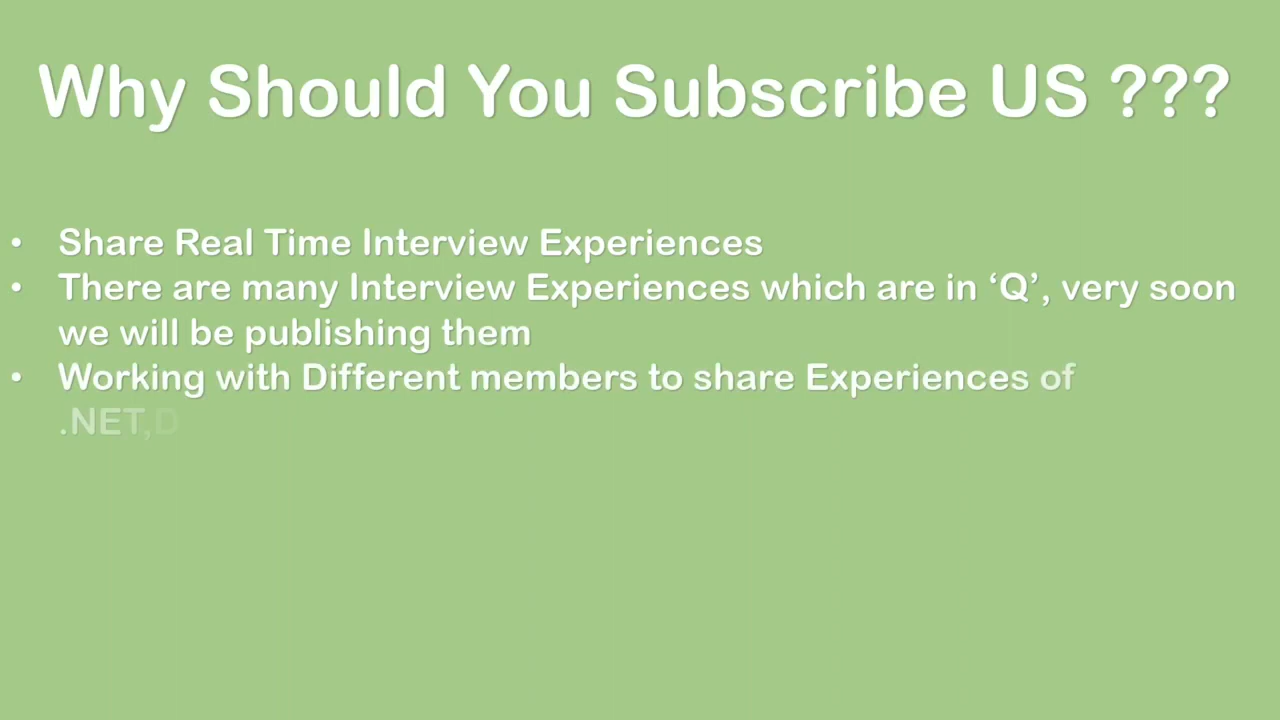 Why Should You Subscribe US ???
• Share Real Time Interview Experiences
• There are many Interview Experiences which are in ‘Q’, very soon
we will be publishing them
• Working with Different members to share Experiences of
.NET,D